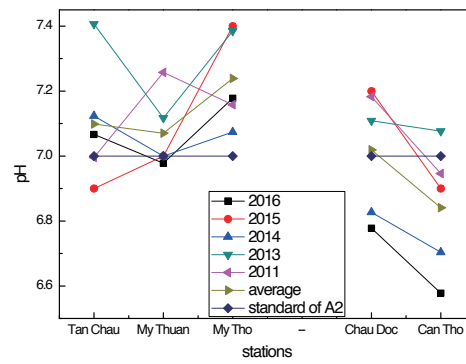 7.4
7.2
7.0
6.8
6.6
pH
2016
2015
2014
2013
2011
average
standard of A2
Tan Chau My Thuan My Tho – Chau Doc Can Tho
stations